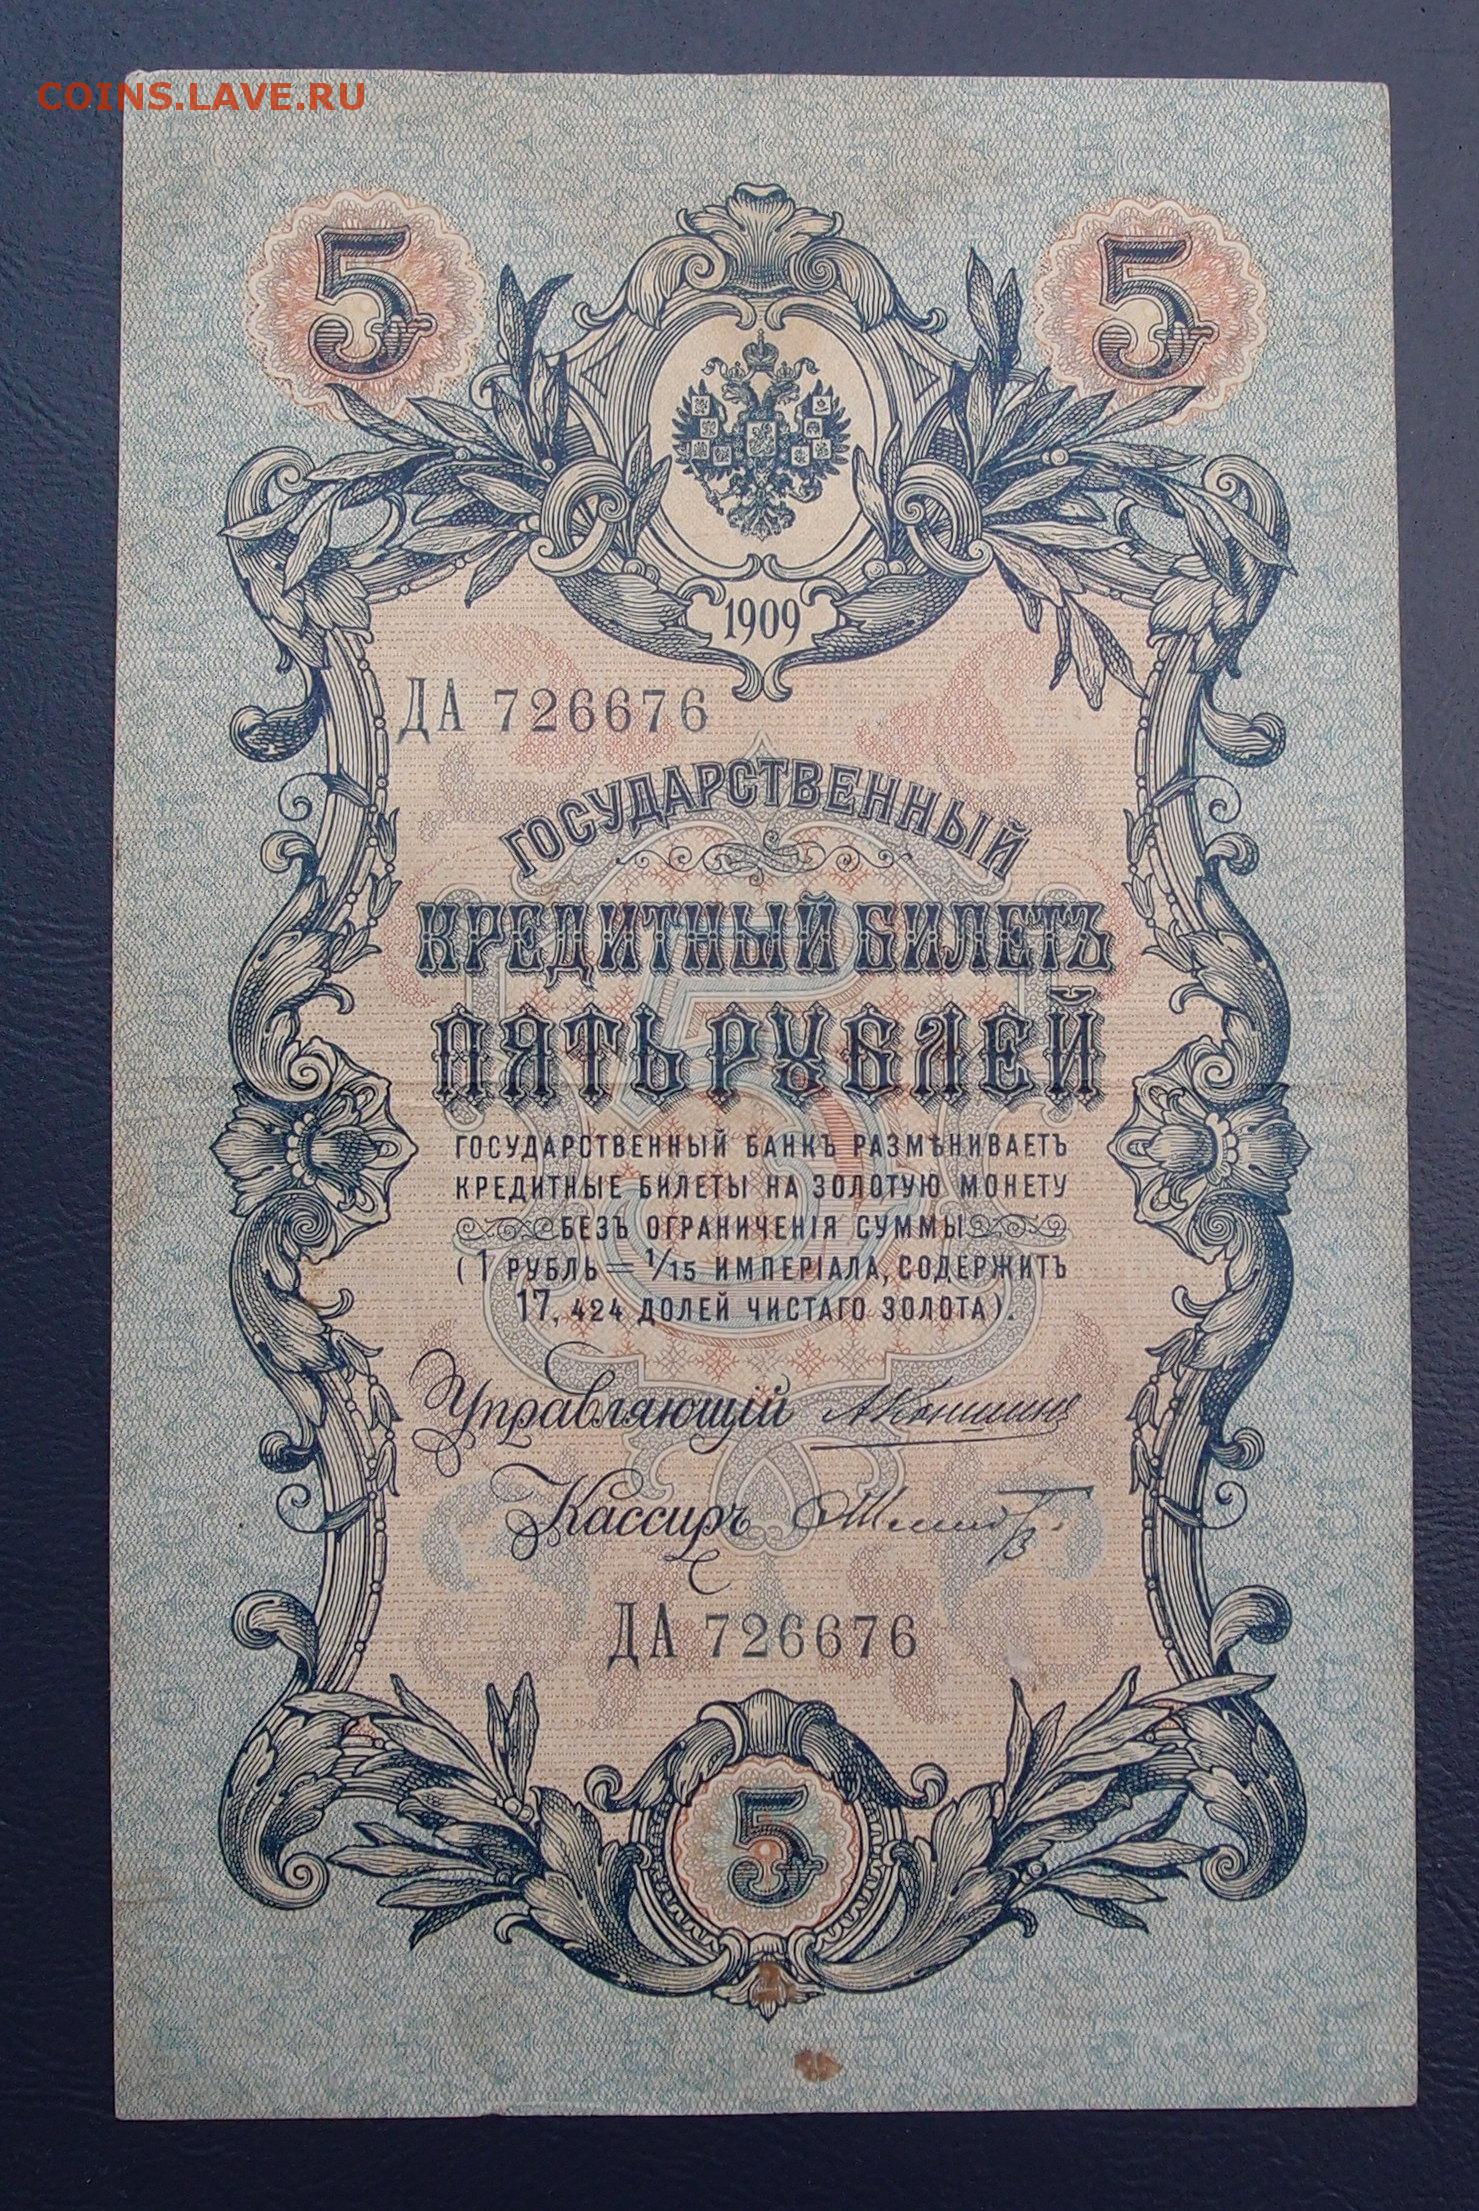 COINS.LAVE.RU
5 5
1909
ДА 726676
ГОСУДАРСТВЕННЫЙ
КРЕДИТНЫЙ БИЛЕТЪ
ПЯТЬ РУБЛЕЙ
ГОСУДАРСТВЕННЫЙ БАНКЪ РАЗМѢНИВАЕТЪ
КРЕДИТНЫЕ БИЛЕТЫ НА ЗОЛОТУЮ МОНЕТУ
БЕЗЪ ОГРАНИЧЕНІЯ СУММЫ
(1 РУБЛЬ = 1/15 ИМПЕРІАЛА, СОДЕРЖИТЪ
17,424 ДОЛЕЙ ЧИСТАГО ЗОЛОТА).
Управляющій АКоншинъ
Кассиръ
ДА 726676
5